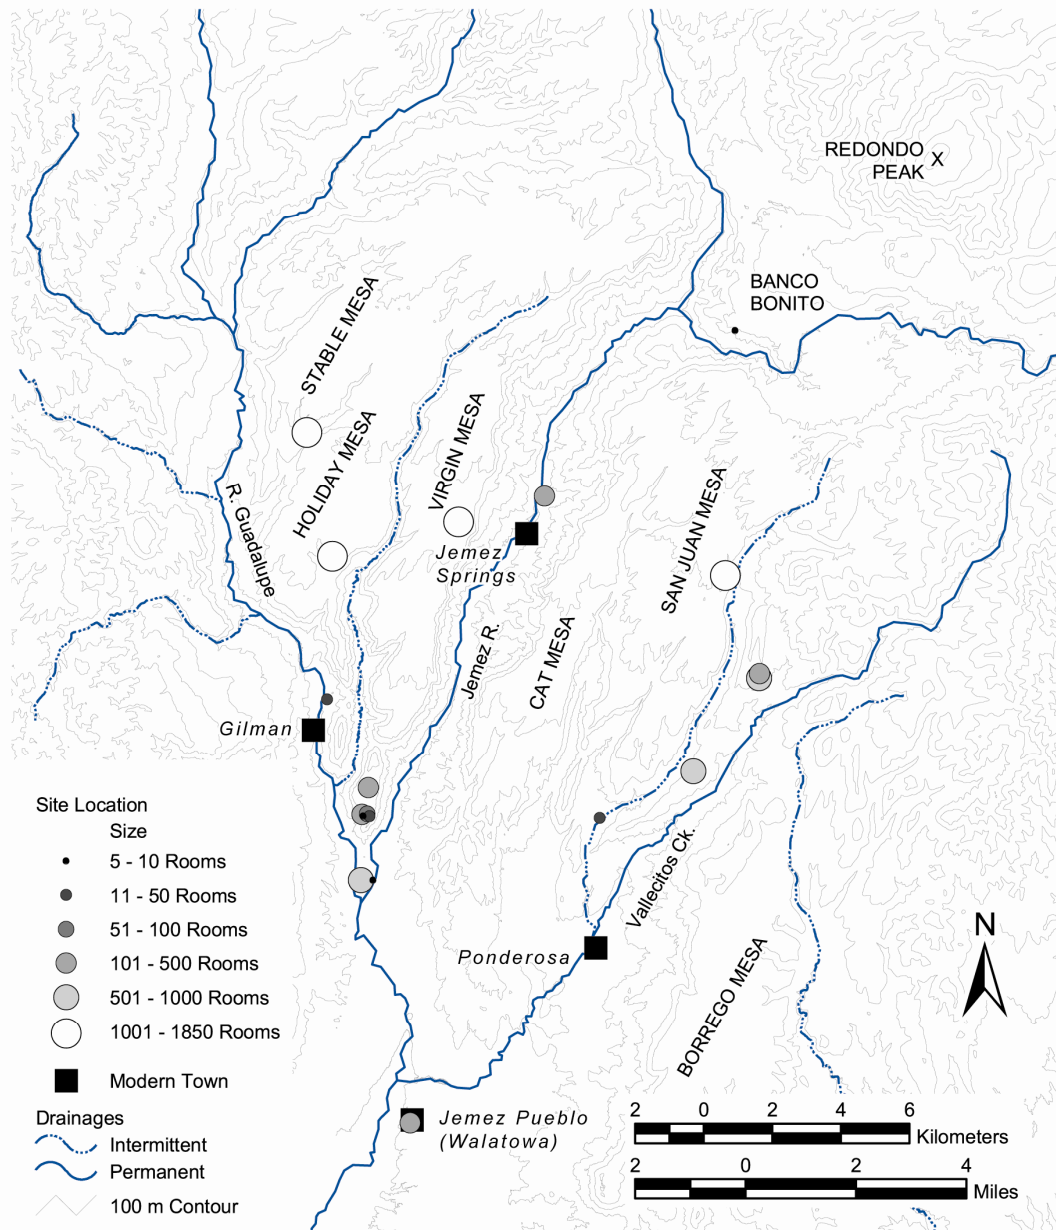 REDONDO
PEAK X
BANCO
BONITO
STABLE MESA
HOLIDAY MESA
VIRGIN MESA
R. Guadalupe
Jemez
Springs
SAN JUAN MESA
Jemez R.
CAT MESA
Gilman
Vallecitos Ck.
Ponderosa
BORREGO MESA
Jemez Pueblo
(Walatowa)
Site Location
Size
5 - 10 Rooms
11 - 50 Rooms
51 - 100 Rooms
101 - 500 Rooms
501 - 1000 Rooms
1001 - 1850 Rooms
Modern Town
Drainages
Intermittent
Permanent
100 m Contour
N
2 0 2 4 6
Kilometers
2 0 2 4
Miles